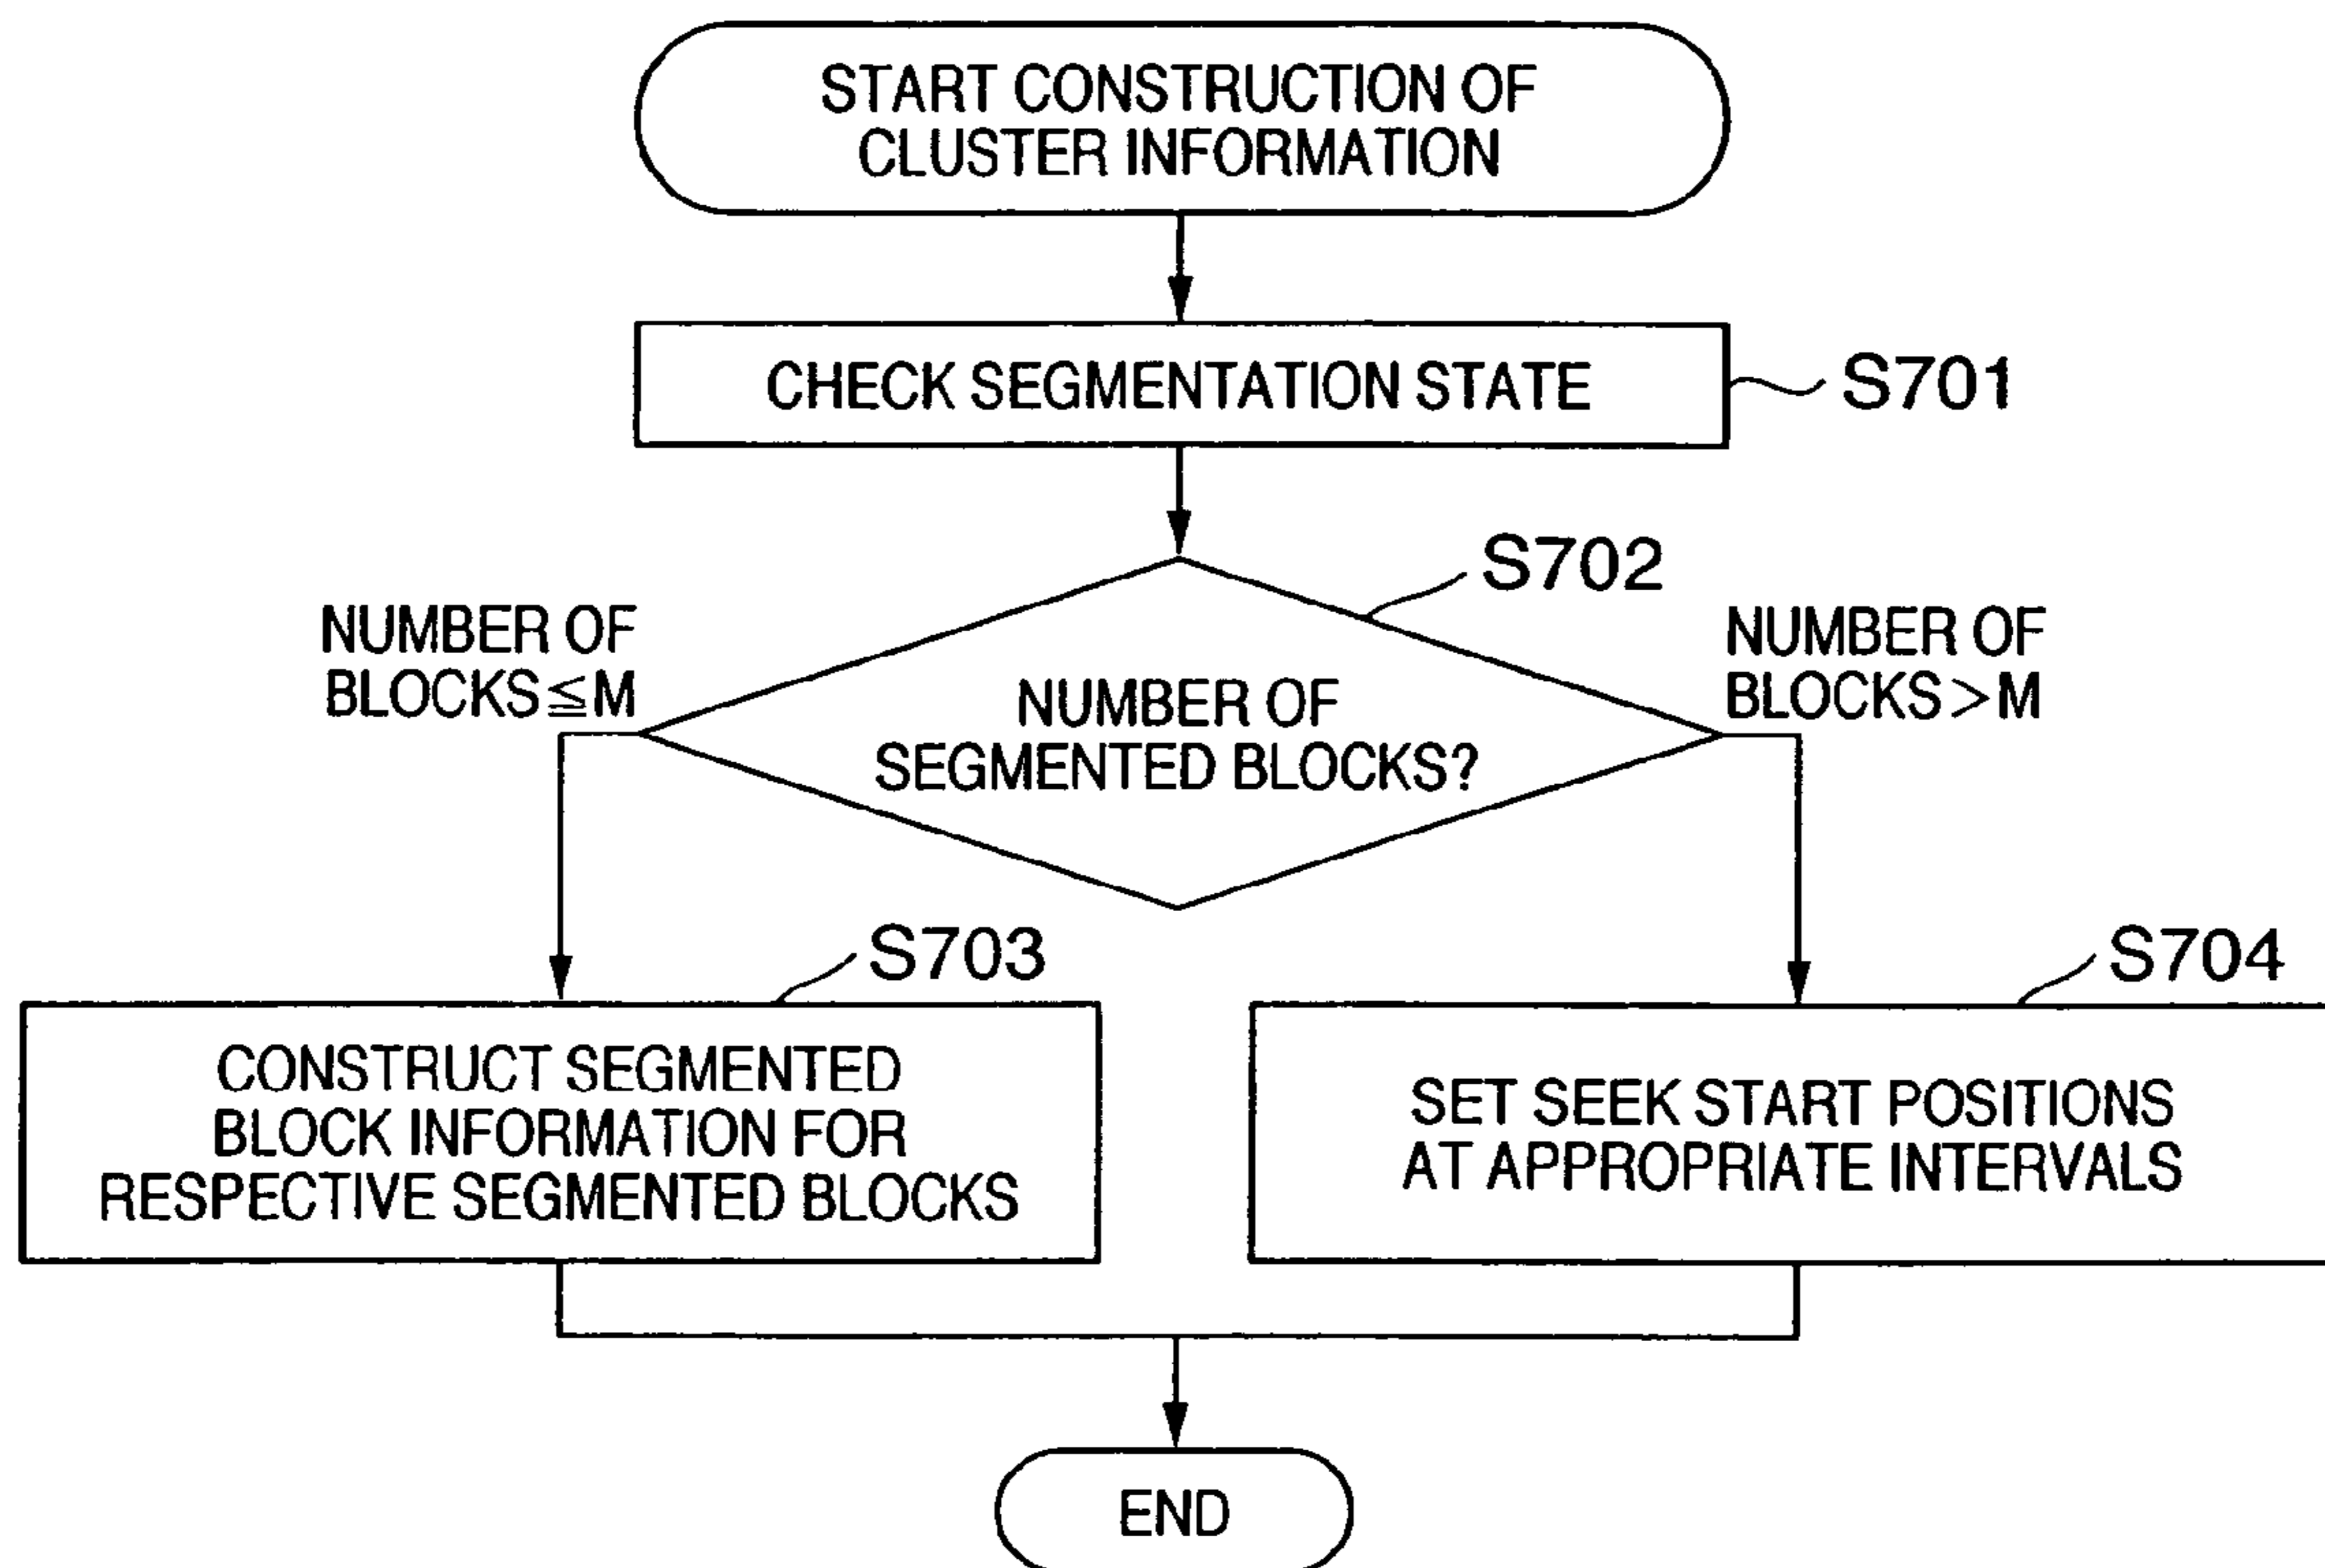 START CONSTRUCTION OF
CLUSTER INFORMATION
CHECK SEGMENTATION STATE
S701
S702
NUMBER OF
BLOCKS≦M
NUMBER OF
BLOCKS>M
NUMBER OF
SEGMENTED BLOCKS?
S703
S704
CONSTRUCT SEGMENTED
BLOCK INFORMATION FOR
RESPECTIVE SEGMENTED BLOCKS
SET SEEK START POSITIONS
AT APPROPRIATE INTERVALS
END